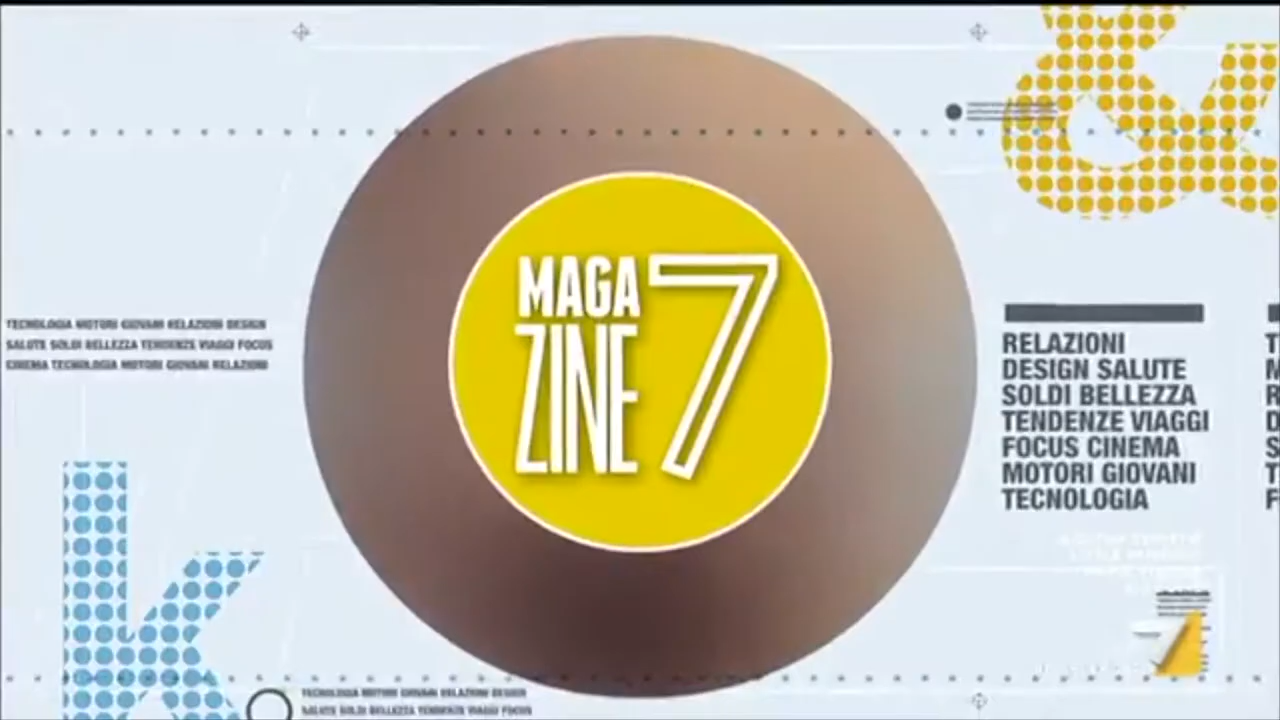 &
TECNOLOGIA MOTORI GIOVANI RELAZIONI DESIGN
SALUTE SOLDI BELLEZZA TENDENZE VIAGGI FOCUS
CINEMA TECNOLOGIA MOTORI GIOVANI RELAZIONI
MAGA
ZINE
7
RELAZIONI
DESIGN SALUTE
SOLDI BELLEZZA
TENDENZE VIAGGI
FOCUS CINEMA
MOTORI GIOVANI
TECNOLOGIA
k
TECNOLOGIA MOTORI GIOVANI RELAZIONI DESIGN
SALUTE SOLDI BELLEZZA TENDENZE VIAGGI FOCUS
7